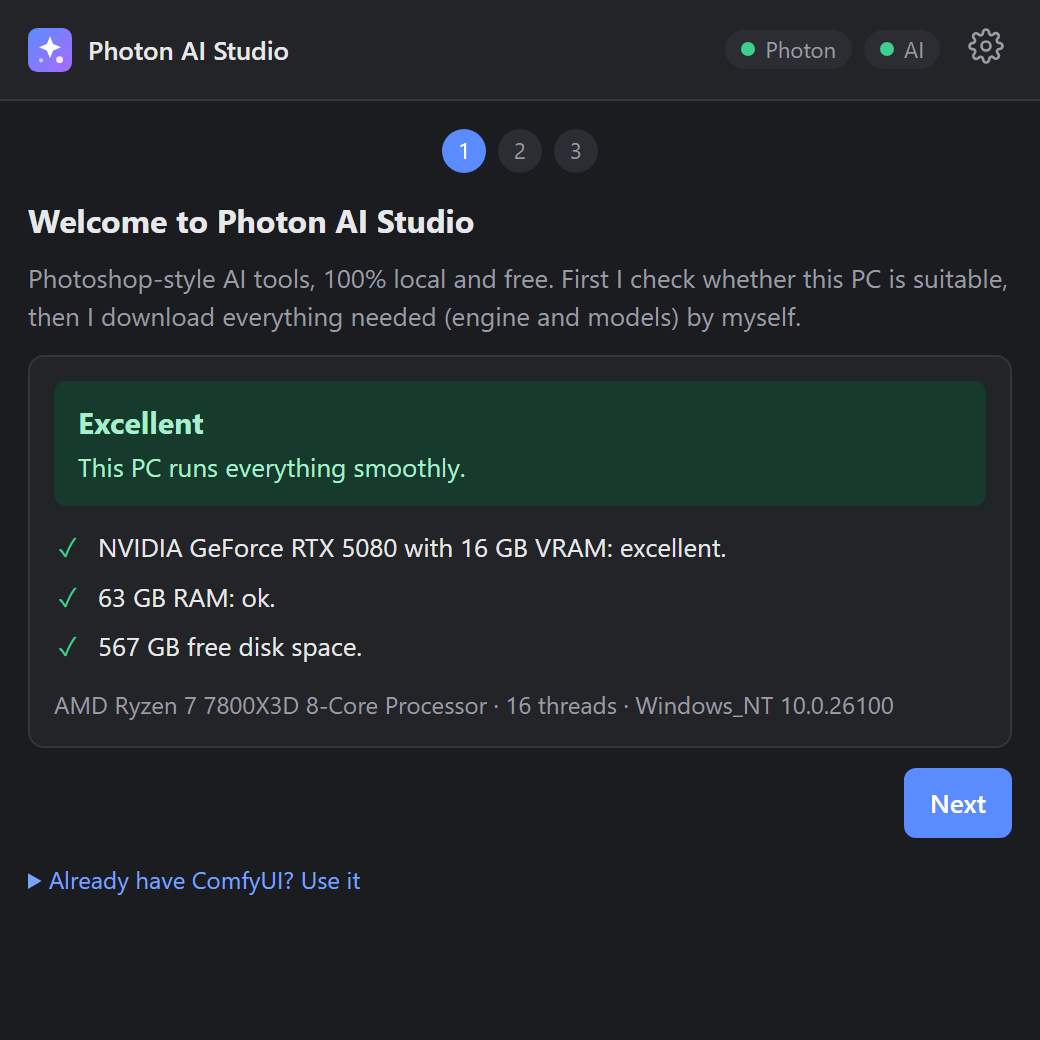 Photon AI Studio
Photon
AI
1
2
3
Welcome to Photon AI Studio
Photoshop-style AI tools, 100% local and free. First I check whether this PC is suitable,
then I download everything needed (engine and models) by myself.
Excellent
This PC runs everything smoothly.
✓ NVIDIA GeForce RTX 5080 with 16 GB VRAM: excellent.
✓ 63 GB RAM: ok.
✓ 567 GB free disk space.
AMD Ryzen 7 7800X3D 8-Core Processor · 16 threads · Windows_NT 10.0.26100
Next
▶ Already have ComfyUI? Use it